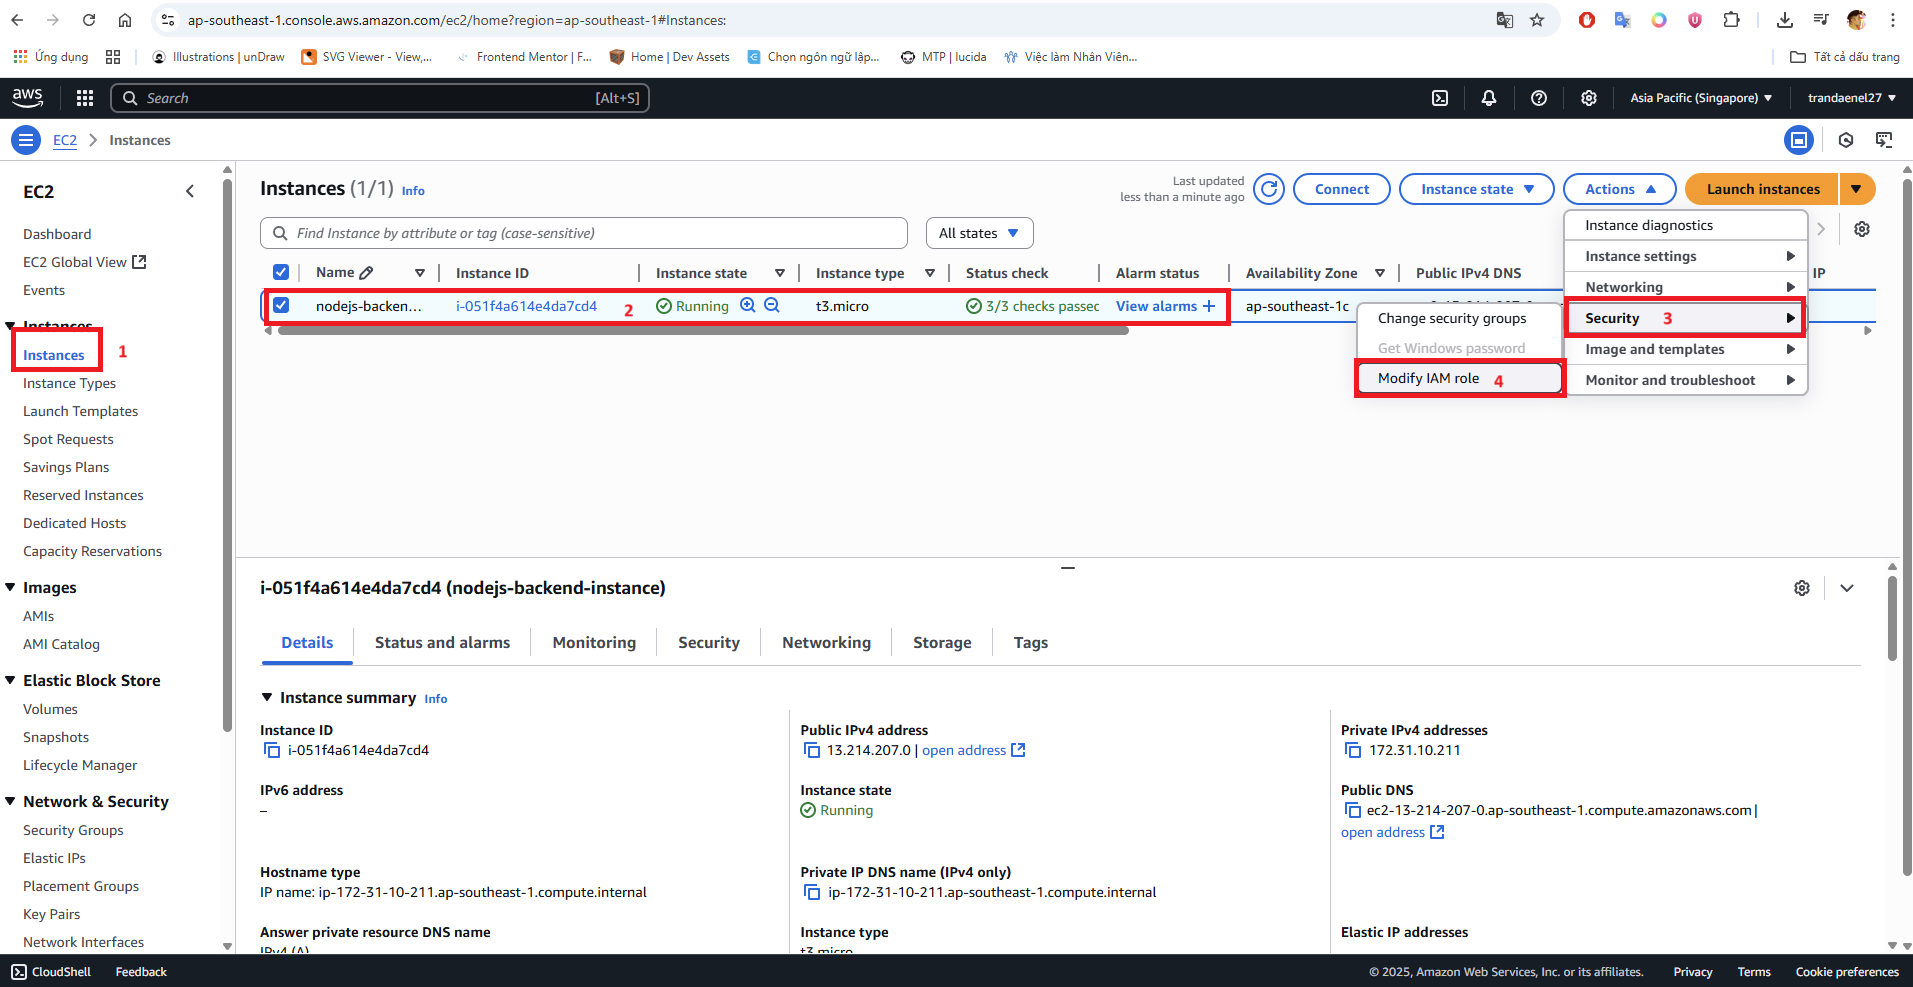 ap-southeast-1.console.aws.amazon.com/ec2/home?region=ap-southeast-1#Instances:
Ứng dụng
Illustrations | unDraw
SVG Viewer - View,...
Frontend Mentor | F...
Home | Dev Assets
Chọn ngôn ngữ lập...
MTP | lucida
Việc làm Nhân Viên...
Tất cả dấu trang
aws
Search
[Alt+S]
Asia Pacific (Singapore)
trandaenel27
EC2
Instances
EC2
Dashboard
EC2 Global View
Events
Instances
Instances
1
Instance Types
Launch Templates
Spot Requests
Savings Plans
Reserved Instances
Dedicated Hosts
Capacity Reservations
Images
AMIs
AMI Catalog
Elastic Block Store
Volumes
Snapshots
Lifecycle Manager
Network & Security
Security Groups
Elastic IPs
Placement Groups
Key Pairs
Network Interfaces
Instances (1/1) Info
Last updated
less than a minute ago
Connect
Instance state
Actions
Launch instances
Find Instance by attribute or tag (case-sensitive)
All states
Name
Instance ID
Instance state
Instance type
Status check
Alarm status
Availability Zone
Public IPv4 DNS
IP
nodejs-backen...
i-051f4a614e4da7cd4
2
Running
t3.micro
3/3 checks passec
View alarms +
ap-southeast-1c
Instance diagnostics
Instance settings
Networking
Security 3
Image and templates
Monitor and troubleshoot
Change security groups
Get Windows password
Modify IAM role 4
i-051f4a614e4da7cd4 (nodejs-backend-instance)
Details
Status and alarms
Monitoring
Security
Networking
Storage
Tags
Instance summary Info
Instance ID
i-051f4a614e4da7cd4
Public IPv4 address
13.214.207.0 | open address
Private IPv4 addresses
172.31.10.211
IPv6 address
–
Instance state
Running
Public DNS
ec2-13-214-207-0.ap-southeast-1.compute.amazonaws.com |
open address
Hostname type
IP name: ip-172-31-10-211.ap-southeast-1.compute.internal
Private IP DNS name (IPv4 only)
ip-172-31-10-211.ap-southeast-1.compute.internal
Answer private resource DNS name
IPv4 (A)
Instance type
t3.micro
Elastic IP addresses
CloudShell
Feedback
© 2025, Amazon Web Services, Inc. or its affiliates.
Privacy
Terms
Cookie preferences